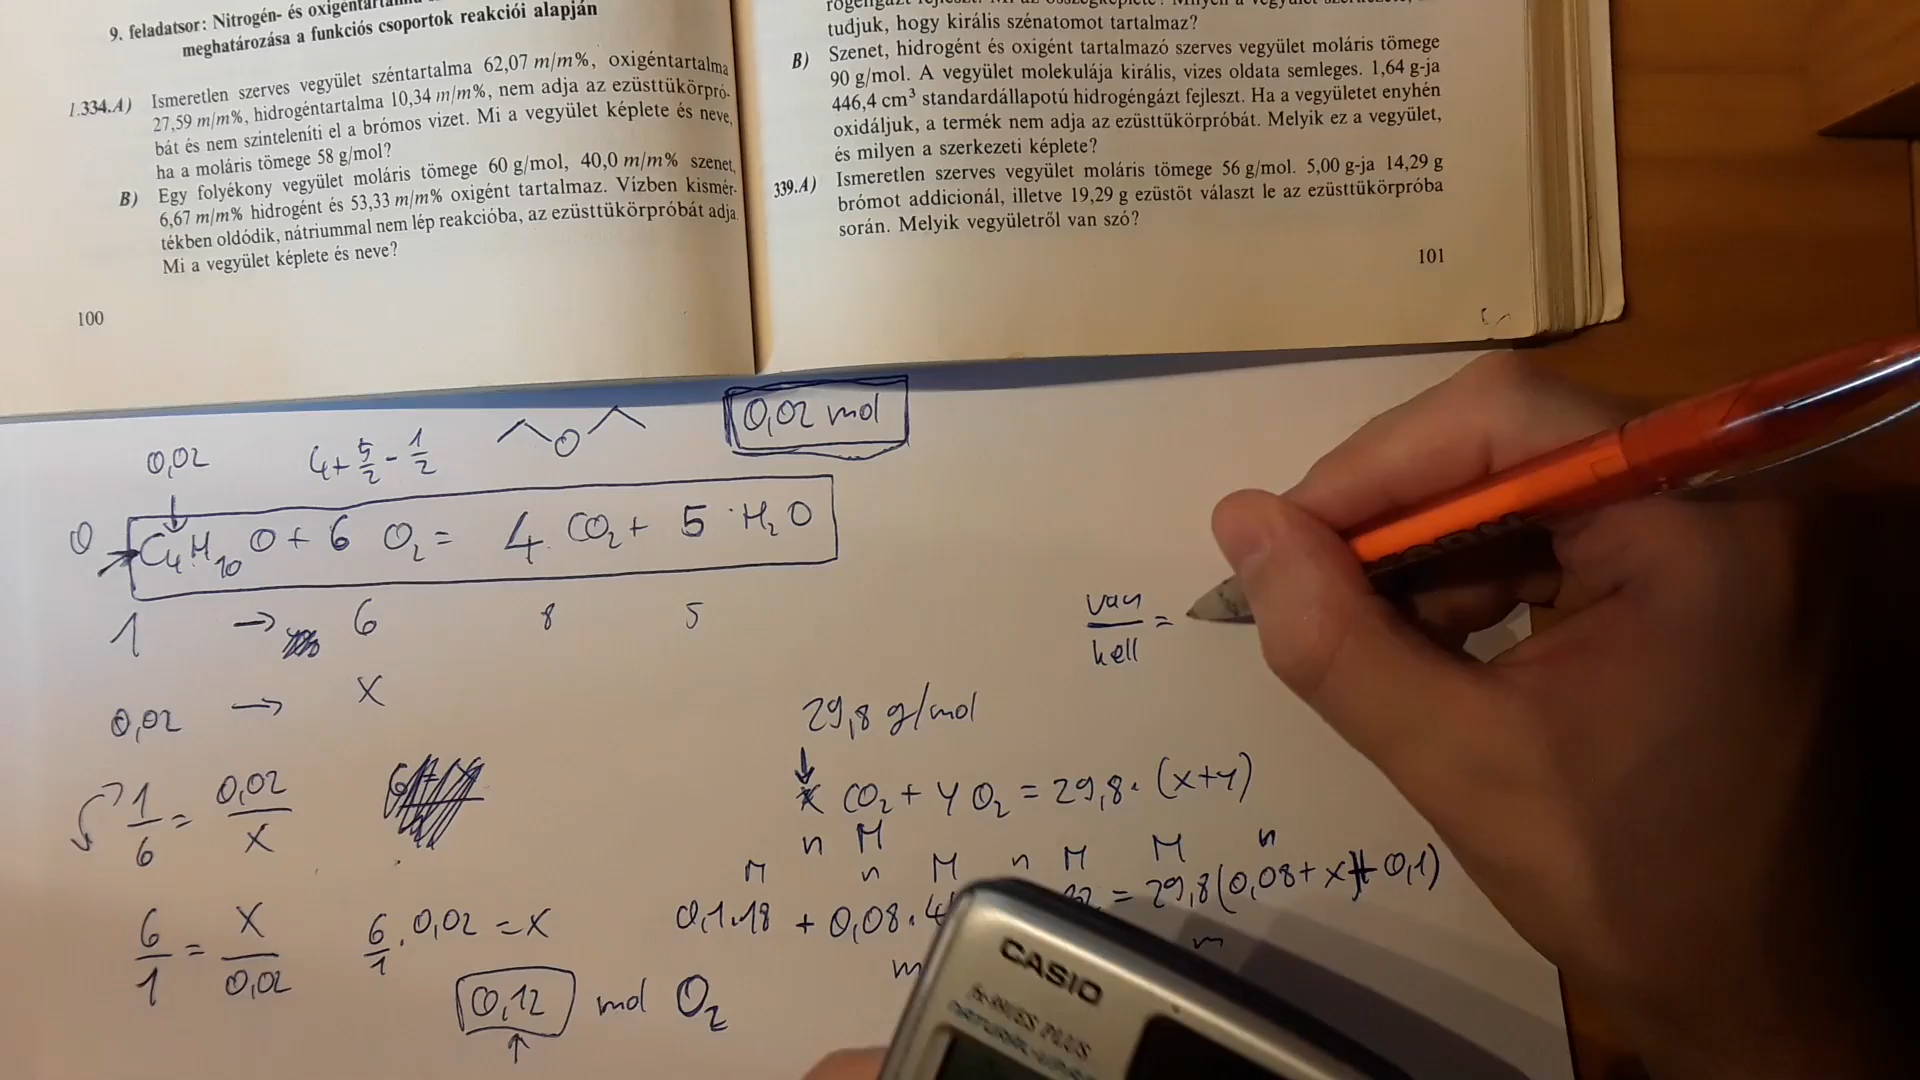 9. feladatsor: Nitrogén- és
meghatározása a funkciós csoportok reakciói alapján
1.334.A) Ismeretlen szerves vegyület széntartalma 62,07 m/m%, oxigéntartalma
27,59 m/m%, hidrogéntartalma 10,34 m/m%, nem adja az ezüsttükörpró-
bát és nem színteleníti el a brómos vizet. Mi a vegyület képlete és neve,
ha a moláris tömege 58 g/mol?
B) Egy folyékony vegyület moláris tömege 60 g/mol, 40,0 m/m% szenet,
6,67 m/m% hidrogént és 53,33 m/m% oxigént tartalmaz. Vízben kismér-
tékben oldódik, nátriummal nem lép reakcióba, az ezüsttükörpróbát adja.
Mi a vegyület képlete és neve?
100
tudjuk, hogy királis szénatomot tartalmaz?
B) Szenet, hidrogént és oxigént tartalmazó szerves vegyület moláris tömege
90 g/mol. A vegyület molekulája királis, vizes oldata semleges. 1,64 g-ja
446,4 cm³ standardállapotú hidrogéngázt fejleszt. Ha a vegyületet enyhén
oxidáljuk, a termék nem adja az ezüsttükörpróbát. Melyik ez a vegyület,
és milyen a szerkezeti képlete?
339.A) Ismeretlen szerves vegyület moláris tömege 56 g/mol. 5,00 g-ja 14,29 g
brómot addicionál, illetve 19,29 g ezüstöt választ le az ezüsttükörpróba
során. Melyik vegyületről van szó?
101
0,02 mol
O
0,02
4+5/2-1/2
C₄H₁₀O + 6 O₂ = 4 CO₂ + 5 H₂O
1 → 6 8 5
0,02 → x
1/6 = 0,02/x
6/1 = x/0,02
6/1 · 0,02 = x
0,12 mol O₂
↑
van/kell =
29,8 g/mol
↓
x CO₂ + y O₂ = 29,8 · (x+y)
n M
M n M n M M n
0,1·18 + 0,08·4
= 29,8(0,08 + x + 0,1)
m
m
CASIO